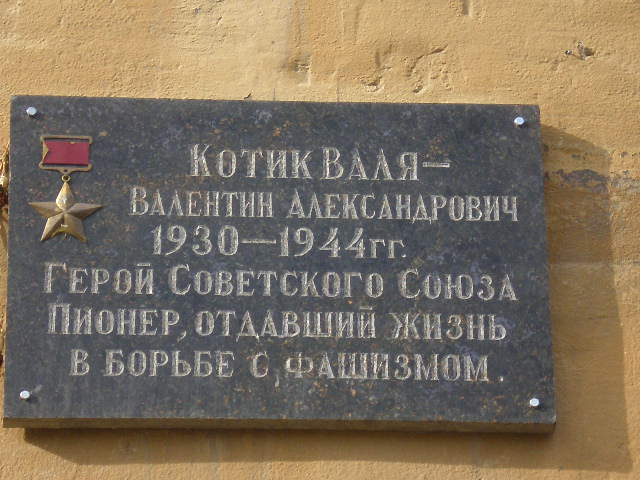 Котик Валя —
Валентин Александрович
1930—1944гг.
Герой Советского Союза
Пионер, отдавший жизнь
в борьбе с фашизмом.